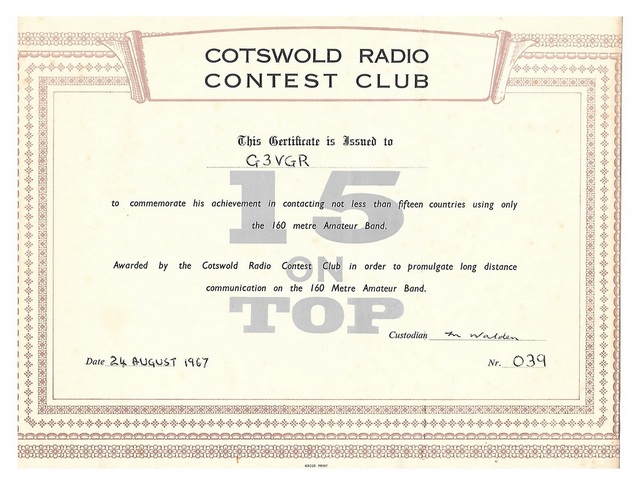 COTSWOLD RADIO
CONTEST CLUB
This Certificate is Issued to
G3VGR
15
to commemorate his achievement in contacting not less than fifteen countries using only
the 160 metre Amateur Band.
ON
Awarded by the Cotswold Radio Contest Club in order to promulgate long distance
communication on the 160 Metre Amateur Band.
TOP
Custodian M Walden
Date 24 AUGUST 1967
Nr. 039